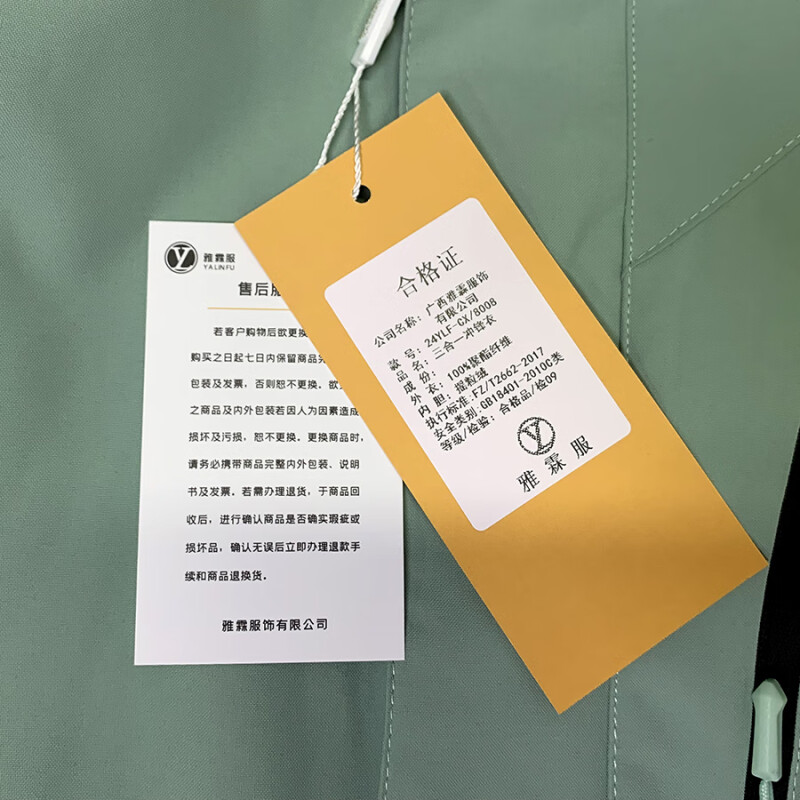 雅霖服
YALINFU
售后服
若客户购物后欲更换
购买之日起七日内保留商品完
包装及发票，否则恕不更换。欲
之商品及内外包装若因人为因素造成
损坏及污损，恕不更换。更换商品时，
请务必携带商品完整内外包装、说明
书及发票。若需办理退货，于商品回
收后，进行确认商品是否确实瑕疵或
损坏品，确认无误后立即办理退款手
续和商品退换货。
雅霖服饰有限公司
合格证
公司名称：广西雅霖服饰
有限公司
款 号：24YLF-CX/8008
品 名：三合一冲锋衣
成 份：
外 衣：100%聚酯纤维
内 胆：摇粒绒
执行标准：FZ/T2662-2017
安全类别：GB18401-2010C类
等级/检验：合格品/检09
雅霖服